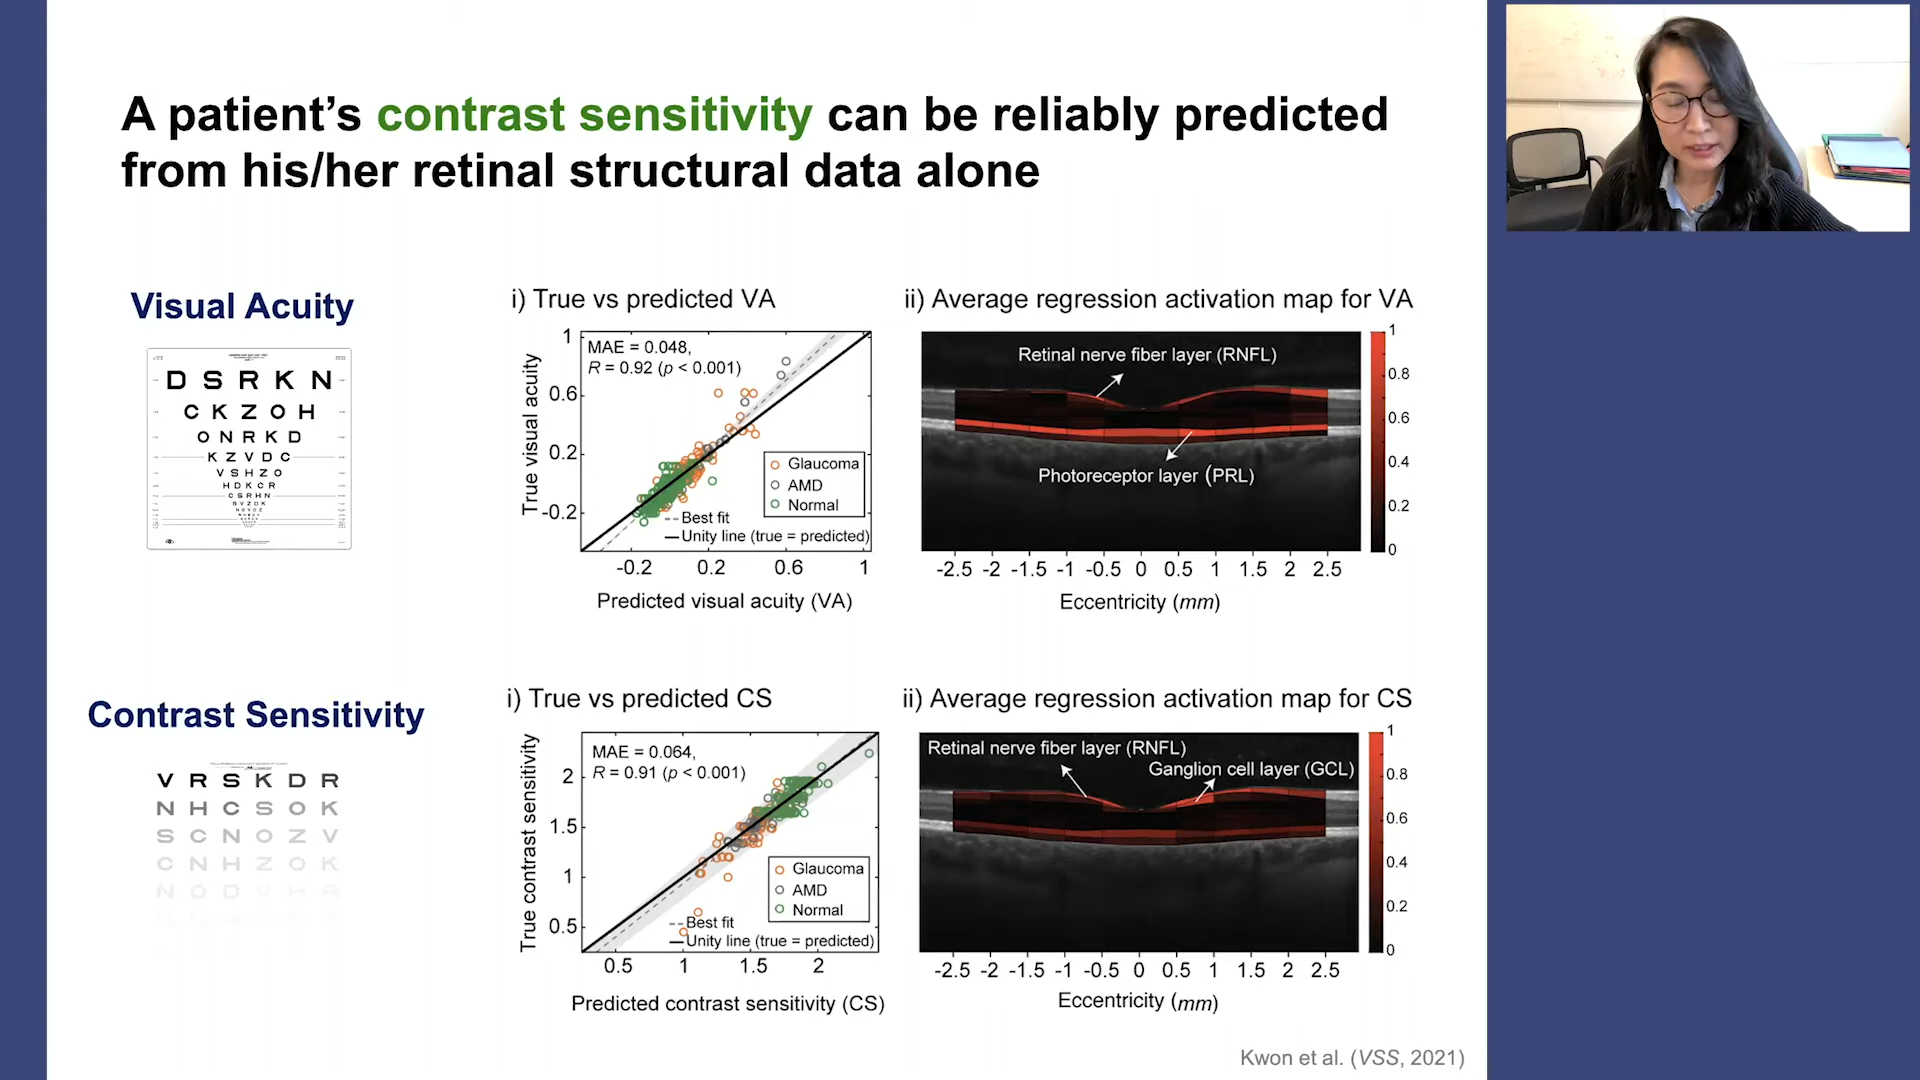 A patient's contrast sensitivity can be reliably predicted
from his/her retinal structural data alone
Visual Acuity
D S R K N
C K Z O H
O N R K D
K Z V D C
V S H Z O
H D K C R
C S R H N
i) True vs predicted VA
MAE = 0.048,
R = 0.92 (p < 0.001)
1
0.6
0.2
-0.2
True visual acuity
Glaucoma
AMD
Normal
Best fit
Unity line (true = predicted)
-0.2 0.2 0.6 1
Predicted visual acuity (VA)
ii) Average regression activation map for VA
Retinal nerve fiber layer (RNFL)
Photoreceptor layer (PRL)
1
0.8
0.6
0.4
0.2
0
-2.5 -2 -1.5 -1 -0.5 0 0.5 1 1.5 2 2.5
Eccentricity (mm)
Contrast Sensitivity
V R S K D R
N H C S O K
S C N O Z V
C N H Z O K
N O D V H R
i) True vs predicted CS
MAE = 0.064,
R = 0.91 (p < 0.001)
2
1.5
1
0.5
True contrast sensitivity
Glaucoma
AMD
Normal
Best fit
Unity line (true = predicted)
0.5 1 1.5 2
Predicted contrast sensitivity (CS)
ii) Average regression activation map for CS
Retinal nerve fiber layer (RNFL)
Ganglion cell layer (GCL)
1
0.8
0.6
0.4
0.2
0
-2.5 -2 -1.5 -1 -0.5 0 0.5 1 1.5 2 2.5
Eccentricity (mm)
Kwon et al. (VSS, 2021)